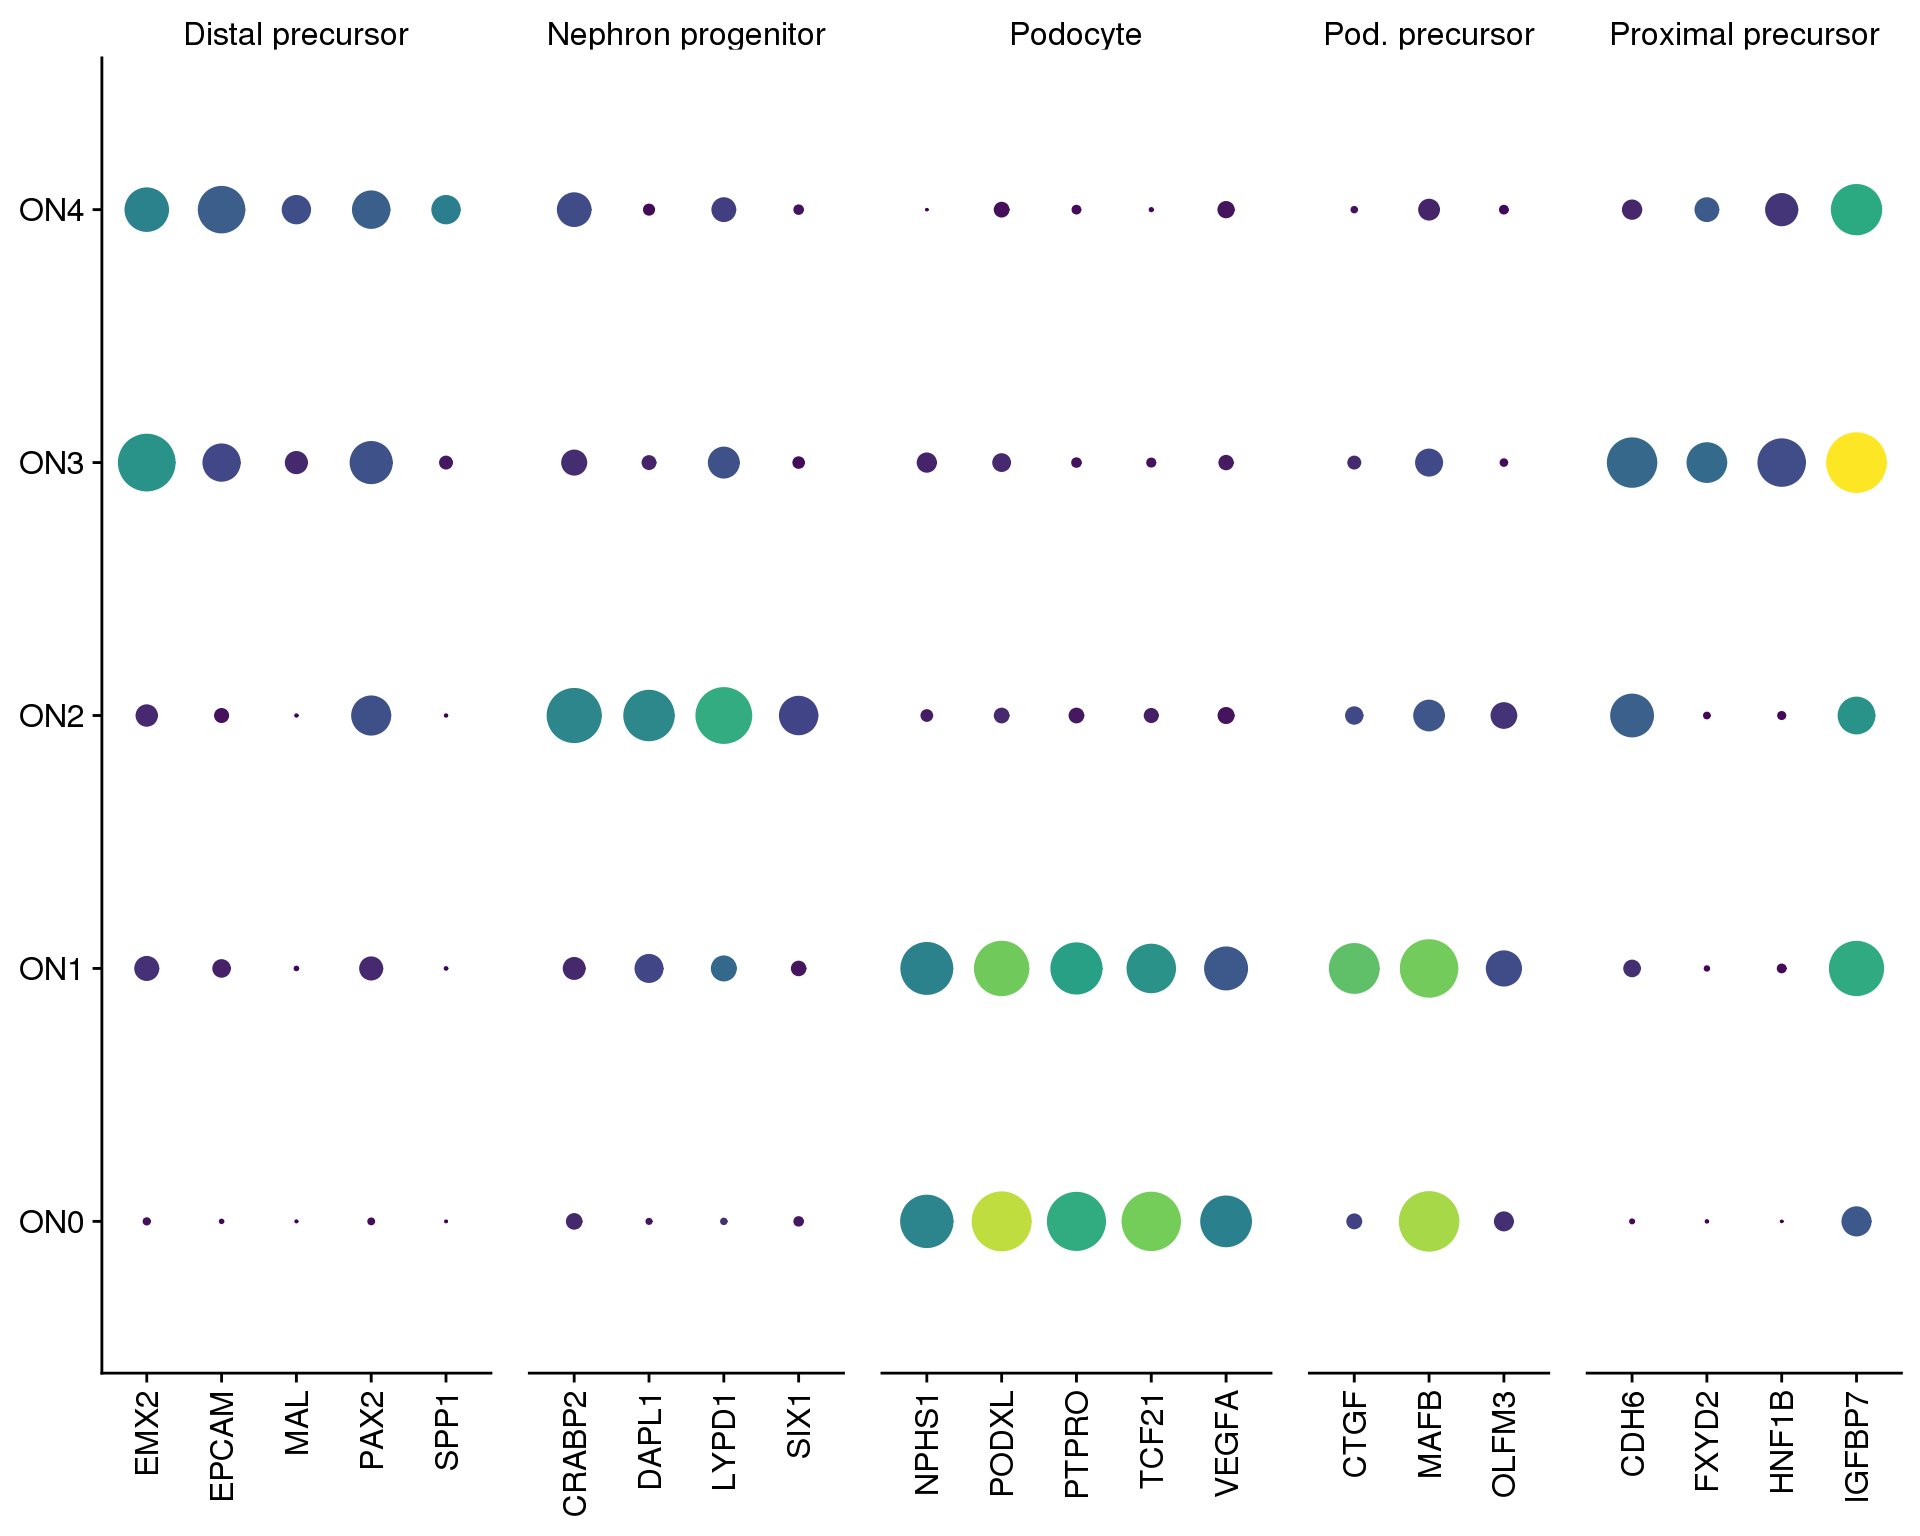 Distal precursor
Nephron progenitor
Podocyte
Pod. precursor
Proximal precursor
ON4
ON3
ON2
ON1
ON0
EMX2
EPCAM
MAL
PAX2
SPP1
CRABP2
DAPL1
LYPD1
SIX1
NPHS1
PODXL
PTPRO
TCF21
VEGFA
CTGF
MAFB
OLFM3
CDH6
FXYD2
HNF1B
IGFBP7